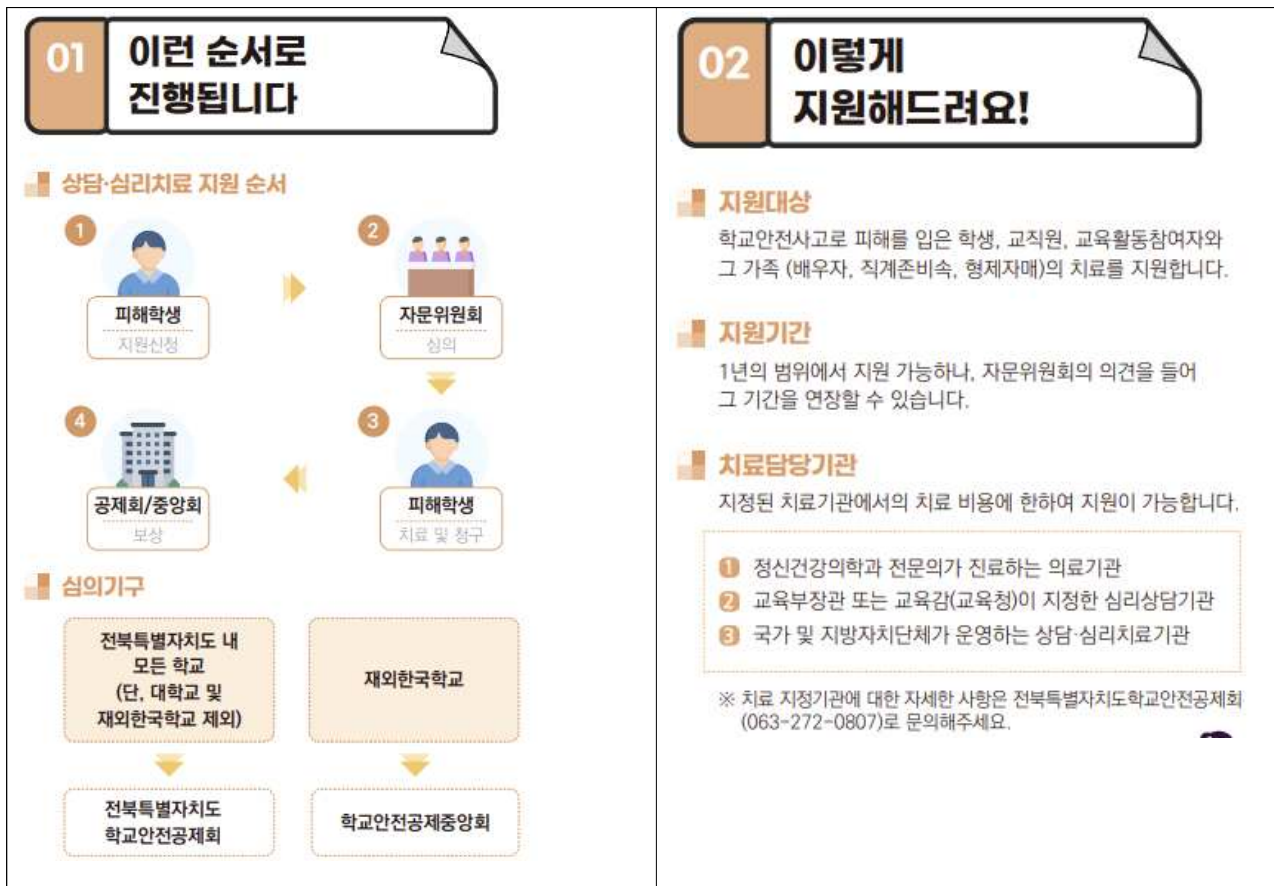 01
이런 순서로
진행됩니다
상담·심리치료 지원 순서
1
피해학생
지원신청
2
자문위원회
심의
3
피해학생
치료 및 청구
4
공제회/중앙회
보상
심의기구
전북특별자치도 내
모든 학교
(단, 대학교 및
재외한국학교 제외)
재외한국학교
전북특별자치도
학교안전공제회
학교안전공제중앙회
02
이렇게
지원해드려요!
지원대상
학교안전사고로 피해를 입은 학생, 교직원, 교육활동참여자와
그 가족 (배우자, 직계존비속, 형제자매)의 치료를 지원합니다.
지원기간
1년의 범위에서 지원 가능하나, 자문위원회의 의견을 들어
그 기간을 연장할 수 있습니다.
치료담당기관
지정된 치료기관에서의 치료 비용에 한하여 지원이 가능합니다.
1 정신건강의학과 전문의가 진료하는 의료기관
2 교육부장관 또는 교육감(교육청)이 지정한 심리상담기관
3 국가 및 지방자치단체가 운영하는 상담·심리치료기관
※ 치료 지정기관에 대한 자세한 사항은 전북특별자치도학교안전공제회
(063-272-0807)로 문의해주세요.